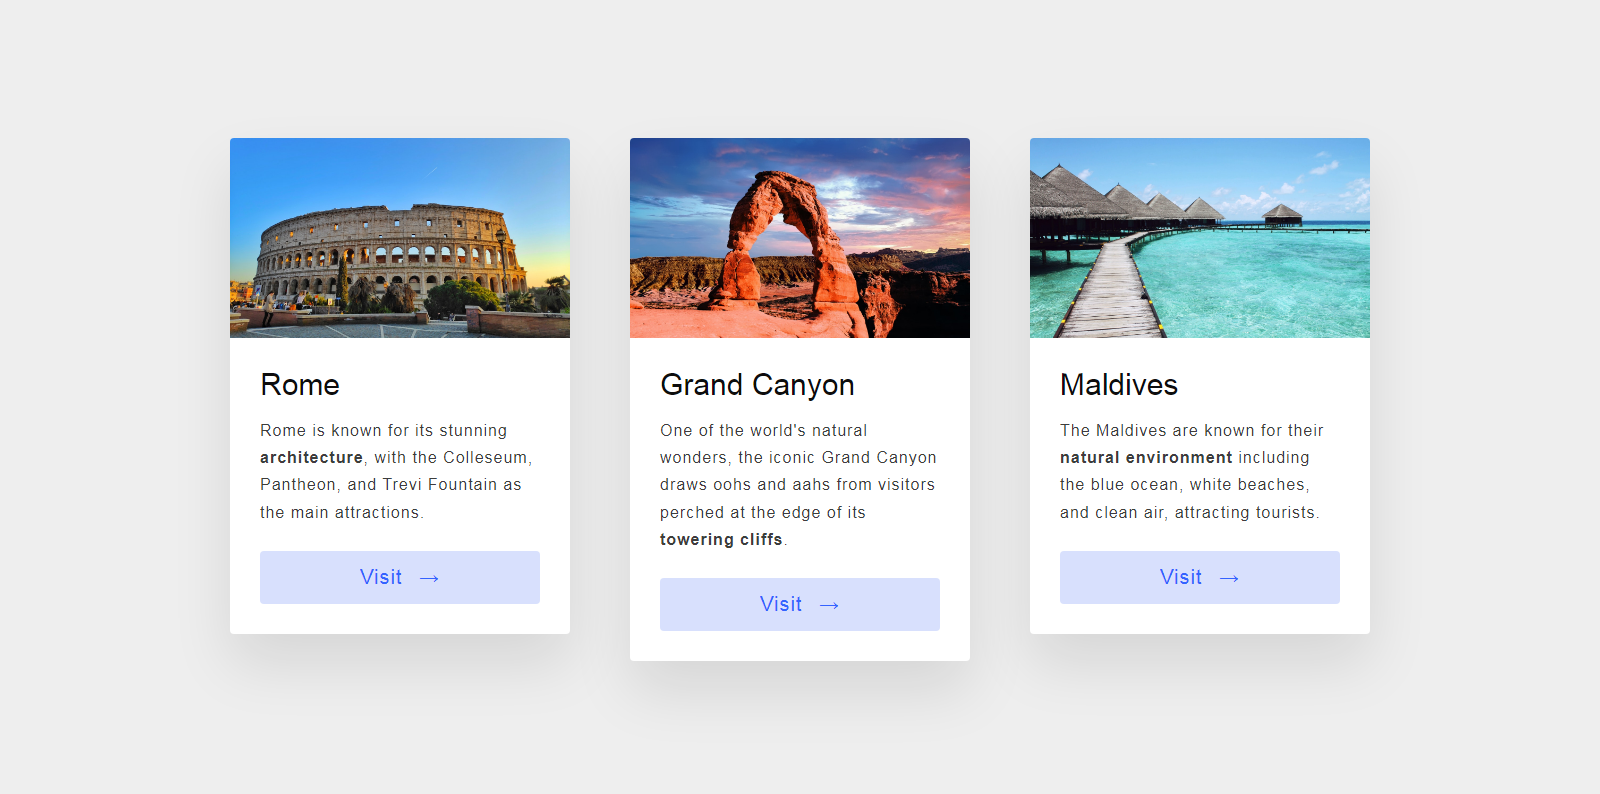 Rome
Rome is known for its stunning
architecture, with the Colleseum,
Pantheon, and Trevi Fountain as
the main attractions.
Visit →
Grand Canyon
One of the world's natural
wonders, the iconic Grand Canyon
draws oohs and aahs from visitors
perched at the edge of its
towering cliffs.
Visit →
Maldives
The Maldives are known for their
natural environment including
the blue ocean, white beaches,
and clean air, attracting tourists.
Visit →